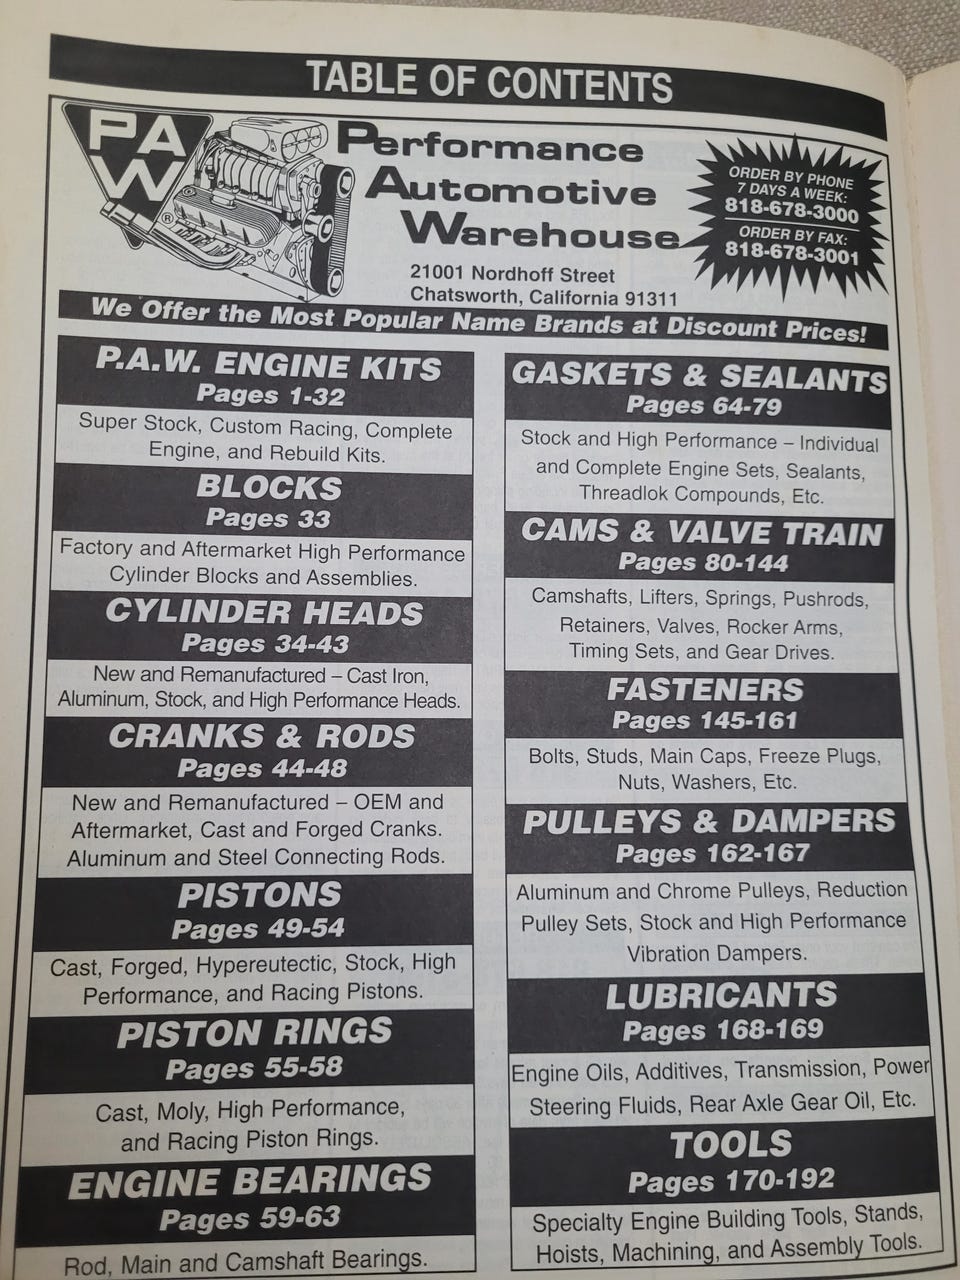 TABLE OF CONTENTS
PAW
®
Performance
Automotive
Warehouse
21001 Nordhoff Street
Chatsworth, California 91311
ORDER BY PHONE
7 DAYS A WEEK:
818-678-3000
ORDER BY FAX:
818-678-3001
We Offer the Most Popular Name Brands at Discount Prices!
P.A.W. ENGINE KITS
Pages 1-32
Super Stock, Custom Racing, Complete
Engine, and Rebuild Kits.
BLOCKS
Pages 33
Factory and Aftermarket High Performance
Cylinder Blocks and Assemblies.
CYLINDER HEADS
Pages 34-43
New and Remanufactured – Cast Iron,
Aluminum, Stock, and High Performance Heads.
CRANKS & RODS
Pages 44-48
New and Remanufactured – OEM and
Aftermarket, Cast and Forged Cranks.
Aluminum and Steel Connecting Rods.
PISTONS
Pages 49-54
Cast, Forged, Hypereutectic, Stock, High
Performance, and Racing Pistons.
PISTON RINGS
Pages 55-58
Cast, Moly, High Performance,
and Racing Piston Rings.
ENGINE BEARINGS
Pages 59-63
Rod, Main and Camshaft Bearings.
GASKETS & SEALANTS
Pages 64-79
Stock and High Performance – Individual
and Complete Engine Sets, Sealants,
Threadlok Compounds, Etc.
CAMS & VALVE TRAIN
Pages 80-144
Camshafts, Lifters, Springs, Pushrods,
Retainers, Valves, Rocker Arms,
Timing Sets, and Gear Drives.
FASTENERS
Pages 145-161
Bolts, Studs, Main Caps, Freeze Plugs,
Nuts, Washers, Etc.
PULLEYS & DAMPERS
Pages 162-167
Aluminum and Chrome Pulleys, Reduction
Pulley Sets, Stock and High Performance
Vibration Dampers.
LUBRICANTS
Pages 168-169
Engine Oils, Additives, Transmission, Power
Steering Fluids, Rear Axle Gear Oil, Etc.
TOOLS
Pages 170-192
Specialty Engine Building Tools, Stands,
Hoists, Machining, and Assembly Tools.